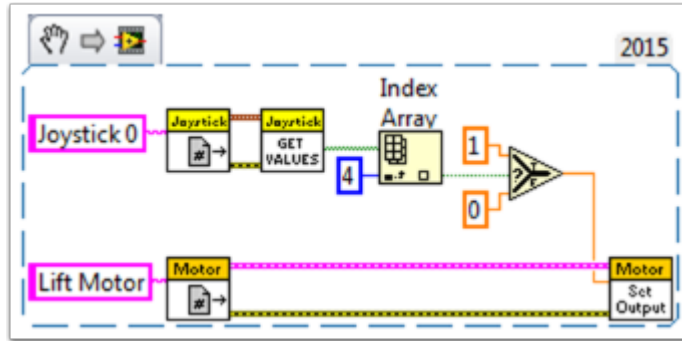 2015
Index
Array
Joystick 0
Joystick
#
Joystick
GET
VALUES
4
1
?
T
F
0
Lift Motor
Motor
#
Motor
Set
Output